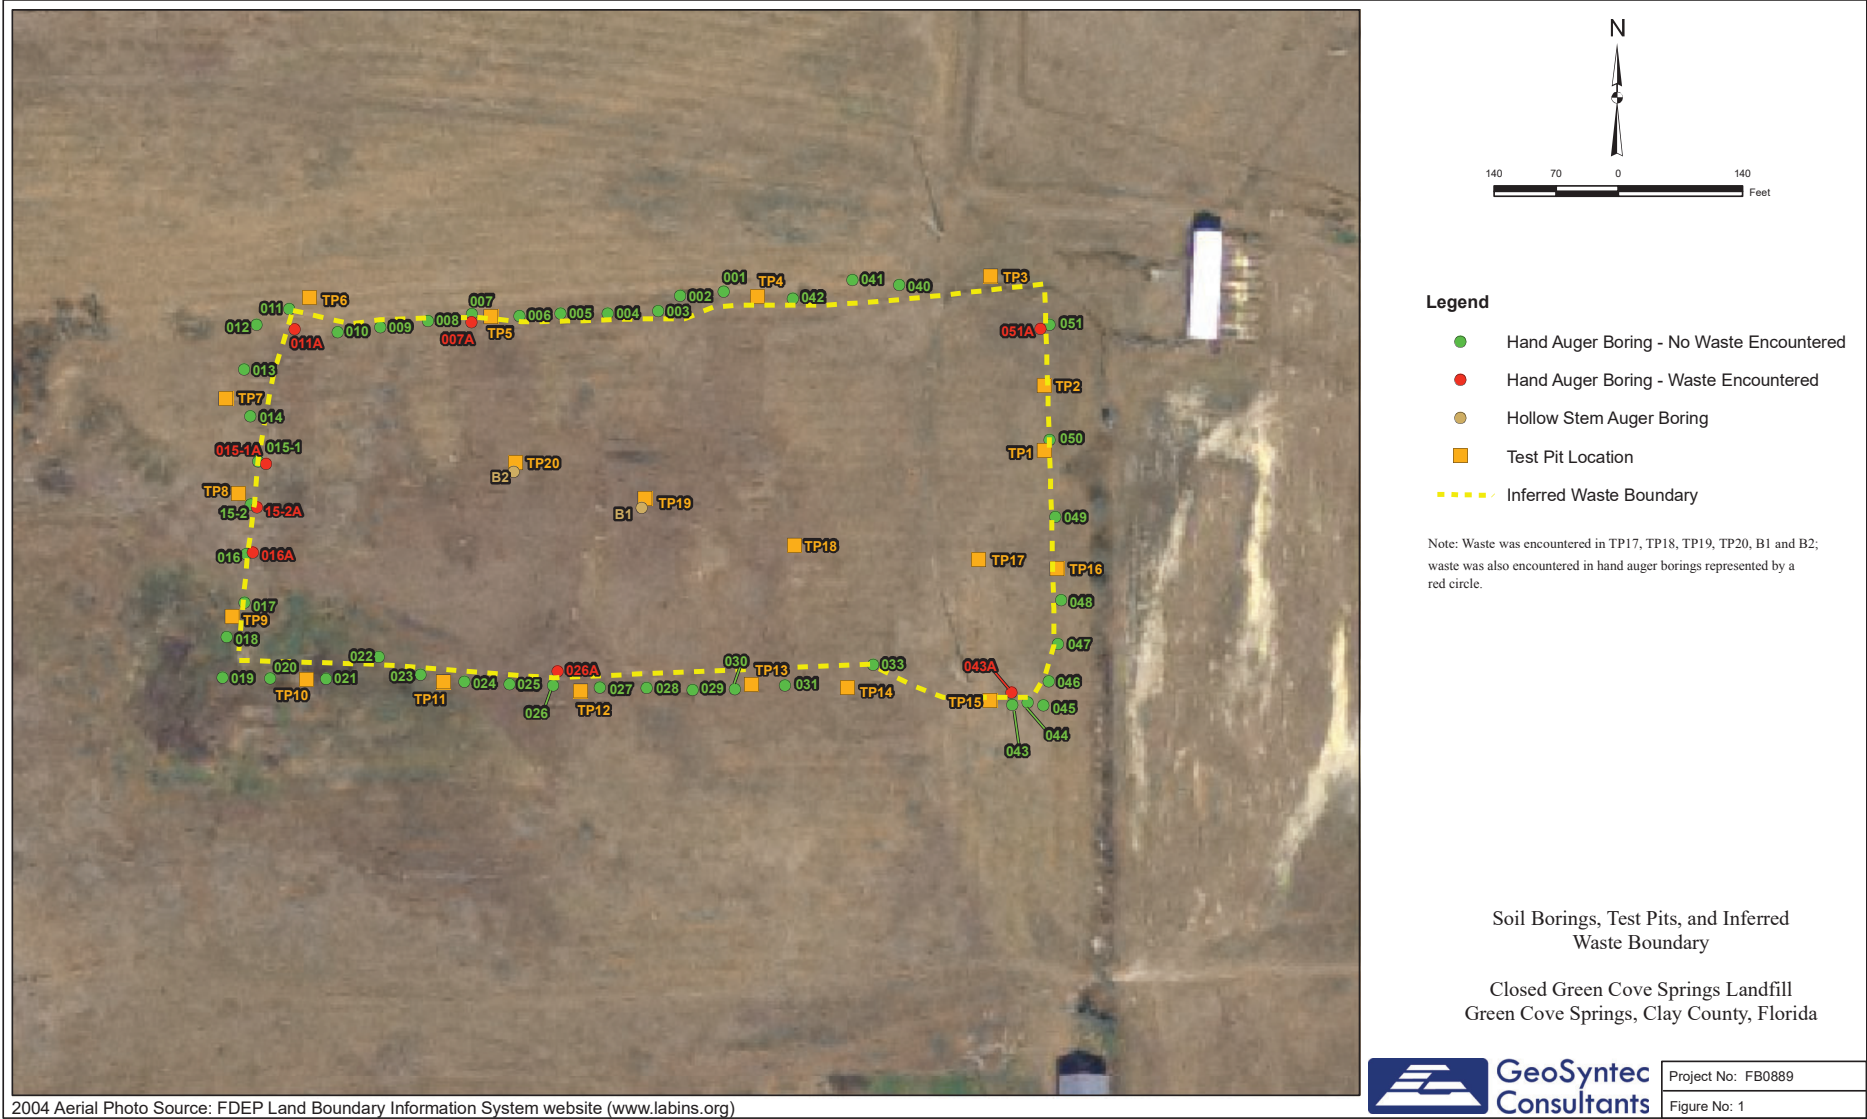 N
140 70 0 140
Feet
Legend
Hand Auger Boring - No Waste Encountered
Hand Auger Boring - Waste Encountered
Hollow Stem Auger Boring
Test Pit Location
Inferred Waste Boundary
Note: Waste was encountered in TP17, TP18, TP19, TP20, B1 and B2;
waste was also encountered in hand auger borings represented by a
red circle.
001
TP4
041
040
TP3
TP6
002
042
011
007
006
005
004
003
012
010
009
008
TP5
011A
007A
051A
051
013
TP7
TP2
014
015-1A
015-1
050
TP1
TP20
B2
TP8
TP19
B1
15-2
15-2A
049
016
016A
TP18
TP17
TP16
017
TP9
048
018
022
047
019
020
021
023
026A
030
TP13
033
043A
TP10
TP11
024
025
027
028
029
031
TP14
046
026
TP12
TP15
045
044
043
Soil Borings, Test Pits, and Inferred
Waste Boundary
Closed Green Cove Springs Landfill
Green Cove Springs, Clay County, Florida
GeoSyntec
Consultants
Project No: FB0889
Figure No: 1
2004 Aerial Photo Source: FDEP Land Boundary Information System website (www.labins.org)